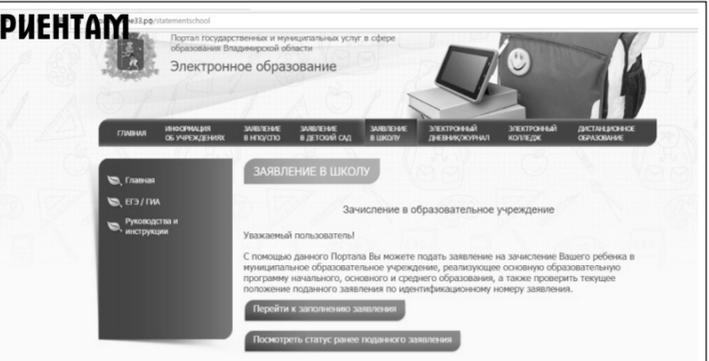 е33.рф/statementschool
РИЕНТАМ
Портал государственных и муниципальных услуг в сфере
образования Владимирской области
Электронное образование
ГЛАВНАЯ
ИНФОРМАЦИЯ
ОБ УЧРЕЖДЕНИЯХ
ЗАЯВЛЕНИЕ
В НПО/СПО
ЗАЯВЛЕНИЕ
В ДЕТСКИЙ САД
ЗАЯВЛЕНИЕ
В ШКОЛУ
ЭЛЕКТРОННЫЙ
ДНЕВНИК/ЖУРНАЛ
ЭЛЕКТРОННЫЙ
КОЛЛЕДЖ
ДИСТАНЦИОННОЕ
ОБРАЗОВАНИЕ
Главная
ЕГЭ / ГИА
Руководства и
инструкции
ЗАЯВЛЕНИЕ В ШКОЛУ
Зачисление в образовательное учреждение
Уважаемый пользователь!
С помощью данного Портала Вы можете подать заявление на зачисление Вашего ребенка в
муниципальное образовательное учреждение, реализующее основную образовательную
программу начального, основного и среднего образования, а также проверить текущее
положение поданного заявления по идентификационному номеру заявления.
Перейти к заполнению заявления
Посмотреть статус ранее поданного заявления